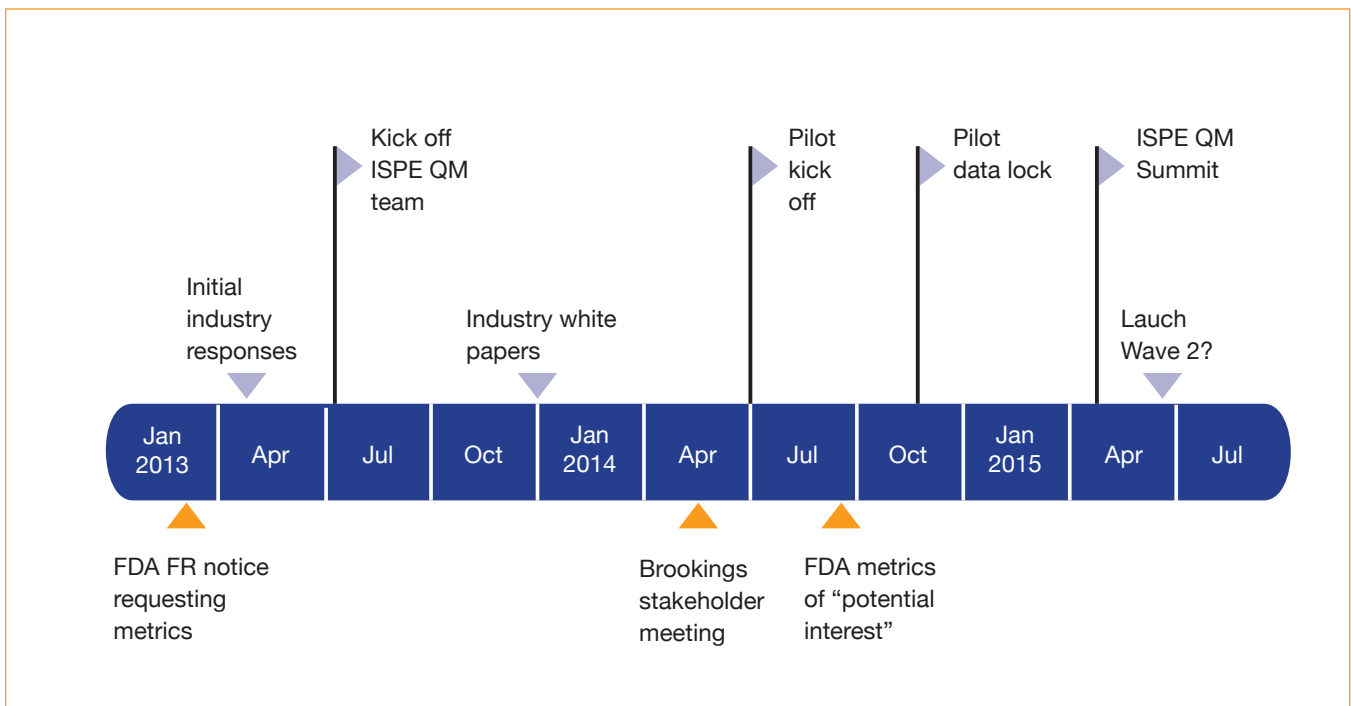 Kick off
ISPE QM
team
Pilot
kick
off
Pilot
data lock
ISPE QM
Summit
Initial
industry
responses
Industry white
papers
Lauch
Wave 2?
Jan
2013
Apr
Jul
Oct
Jan
2014
Apr
Jul
Oct
Jan
2015
Apr
Jul
FDA FR notice
requesting
metrics
Brookings
stakeholder
meeting
FDA metrics
of “potential
interest”